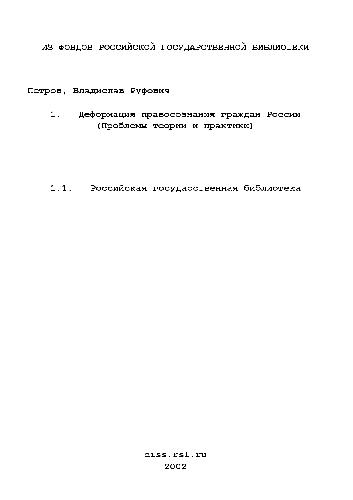 ИЗ ФОНДОВ РОССИЙСКОЙ ГОСУДАРСТВЕННОЙ БИБЛИОТЕКИ
Петров, Владислав Руфович
1. Деформация правосознания граждан России
(Проблемы теории и практики)
1.1. Российская государственная библиотека
diss.rsl.ru
2002